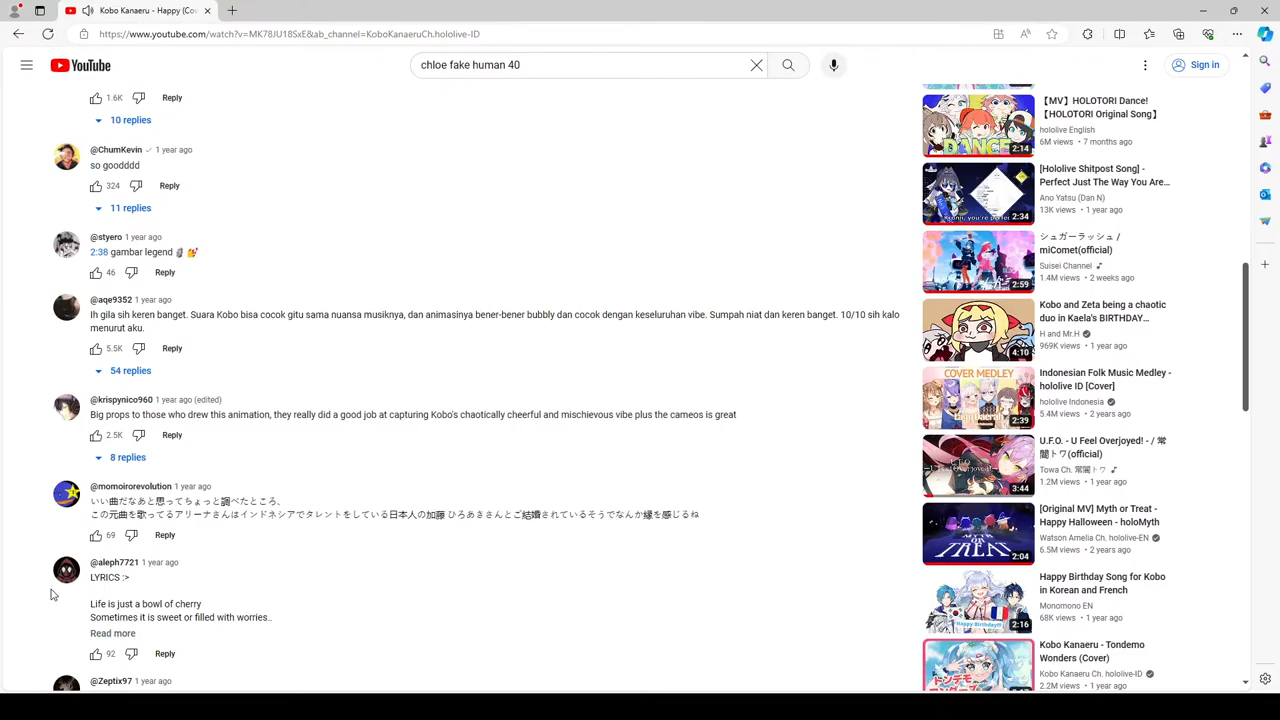 Kobo Kanaeru - Happy (Cov
https://www.youtube.com/watch?v=MK78JU18SxE&ab_channel=KoboKanaeruCh.hololive-ID
YouTube
chloe fake human 40
Sign in
1.6K Reply
10 replies
@ChumKevin 1 year ago
so goodddd
324 Reply
11 replies
@styero 1 year ago
2:38 gambar legend 🗿💅
46 Reply
@aqe9352 1 year ago
Ih gila sih keren banget. Suara Kobo bisa cocok gitu sama nuansa musiknya, dan animasinya bener-bener bubbly dan cocok dengan keseluruhan vibe. Sumpah niat dan keren banget. 10/10 sih kalo
menurut aku.
5.5K Reply
54 replies
@krispynico960 1 year ago (edited)
Big props to those who drew this animation, they really did a good job at capturing Kobo's chaotically cheerful and mischievous vibe plus the cameos is great
2.5K Reply
8 replies
@momoirorevolution 1 year ago
いい曲だなあと思ってちょっと調べたところ、
この元曲を歌ってるアリーナさんはインドネシアでタレントをしている日本人の加藤 ひろあきさんとご結婚されているそうでなんか縁を感じるね
69 Reply
@aleph7721 1 year ago
LYRICS :>
Life is just a bowl of cherry
Sometimes it is sweet or filled with worries..
Read more
92 Reply
@Zeptix97 1 year ago
【MV】HOLOTORI Dance!
【HOLOTORI Original Song】
hololive English
6M views • 7 months ago
DANCE
2:14
[Hololive Shitpost Song] -
Perfect Just The Way You Are...
Ano Yatsu (Dan N)
13K views • 1 year ago
2:34
シュガーラッシュ /
miComet(official)
Suisei Channel
1.4M views • 2 weeks ago
2:59
Kobo and Zeta being a chaotic
duo in Kaela's BIRTHDAY...
H and Mr.H
969K views • 1 year ago
4:10
Indonesian Folk Music Medley -
hololive ID [Cover]
hololive Indonesia
5.4M views • 2 years ago
COVER MEDLEY
2:39
U.F.O. - U Feel Overjoyed! - / 常
闇トワ(official)
Towa Ch. 常闇トワ
1.2M views • 1 year ago
3:44
[Original MV] Myth or Treat -
Happy Halloween - holoMyth
Watson Amelia Ch. hololive-EN
6.5M views • 2 years ago
MYTH
OR
TREAT
2:04
Happy Birthday Song for Kobo
in Korean and French
Monomono EN
68K views • 1 year ago
Happy Birthday!!
2:16
Kobo Kanaeru - Tondemo
Wonders (Cover)
Kobo Kanaeru Ch. hololive-ID
2.2M views • 1 year ago
トンデモ